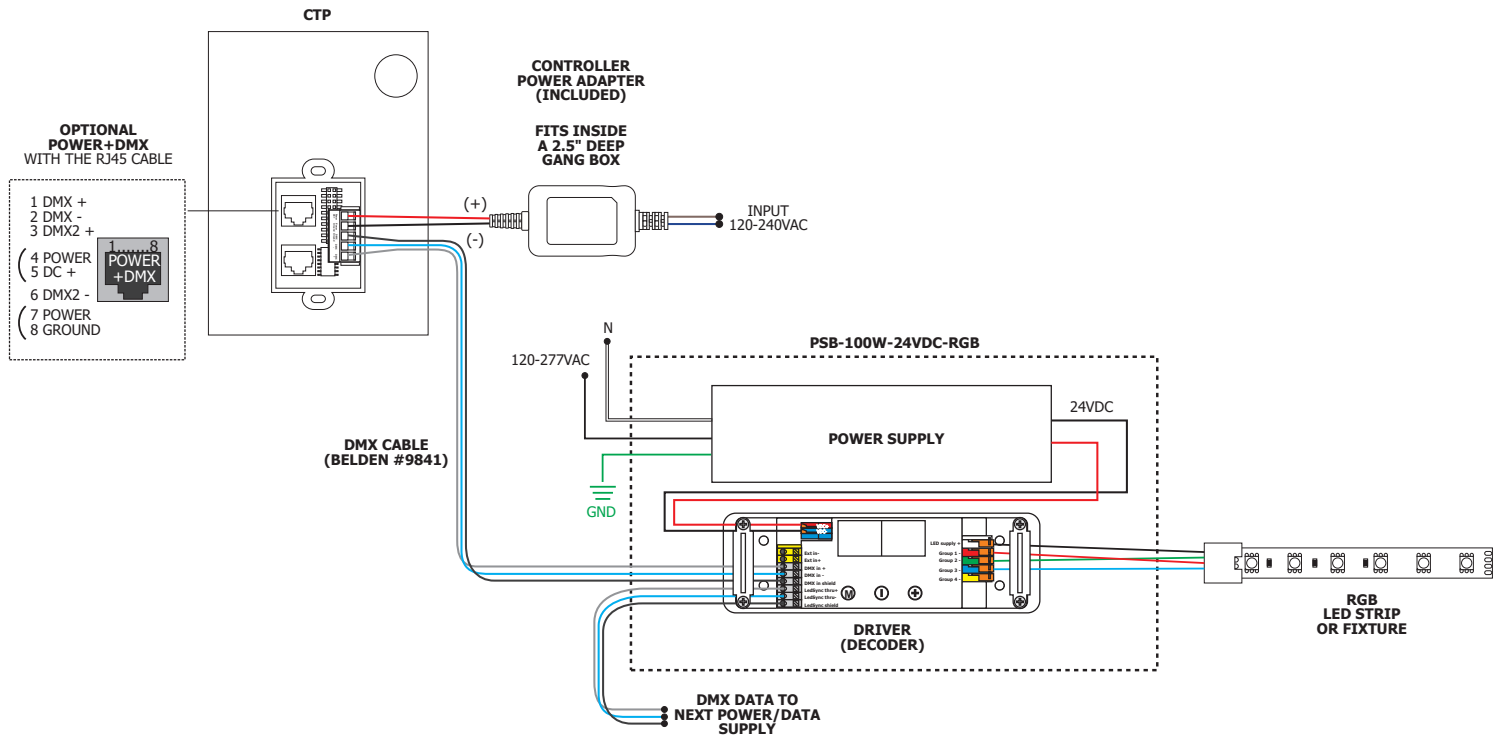 CTP
CONTROLLER
POWER ADAPTER
(INCLUDED)
FITS INSIDE
A 2.5" DEEP
GANG BOX
OPTIONAL
POWER+DMX
WITH THE RJ45 CABLE
1 DMX +
2 DMX -
3 DMX2 +
4 POWER
5 DC +
6 DMX2 -
7 POWER
8 GROUND
1 8
POWER
+DMX
(+)
(-)
INPUT
120-240VAC
N
120-277VAC
PSB-100W-24VDC-RGB
POWER SUPPLY
24VDC
GND
DMX CABLE
(BELDEN #9841)
Ext in-
Ext in+
DMX in +
DMX in -
DMX in shield
LedSync thru+
LedSync thru-
LedSync shield
M
I
+
LED supply +
Group 1 -
Group 2 -
Group 3 -
Group 4 -
DRIVER
(DECODER)
RGB
LED STRIP
OR FIXTURE
DMX DATA TO
NEXT POWER/DATA
SUPPLY